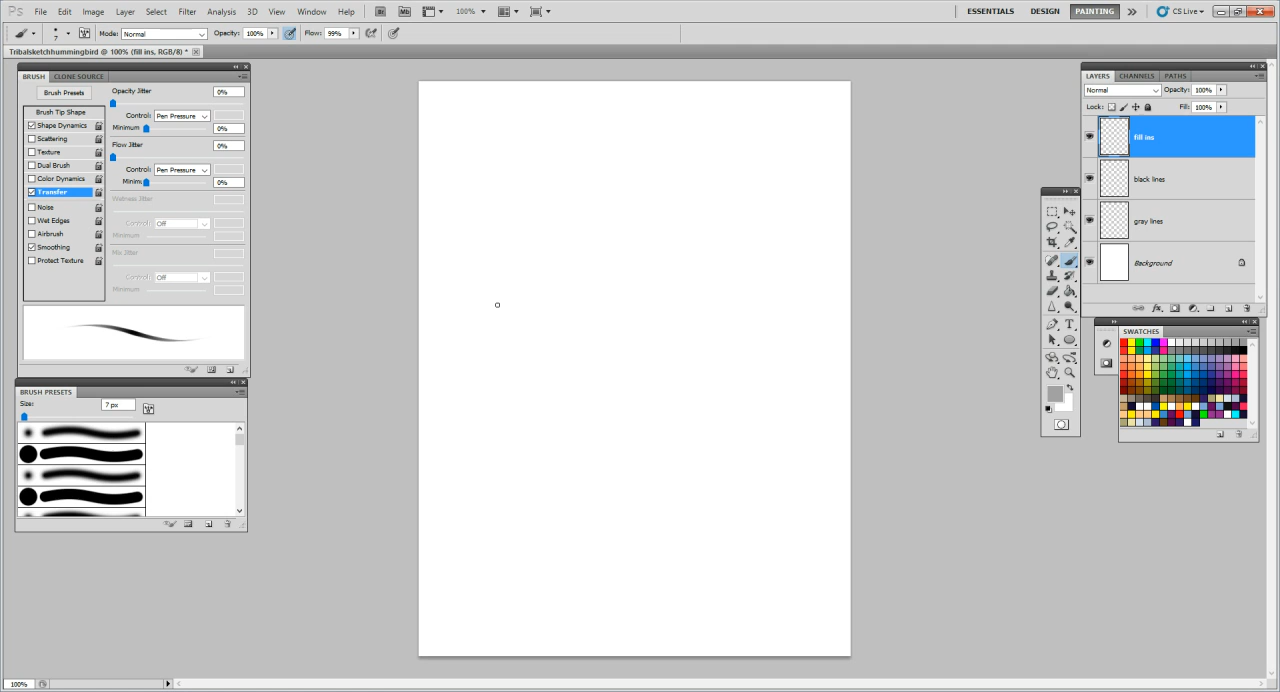 Ps File Edit Image Layer Select Filter Analysis 3D View Window Help Br Mb 100% ESSENTIALS DESIGN PAINTING CS Live
7 Mode: Normal Opacity: 100% Flow: 99%
Tribalsketchhummingbird @ 100% (fill ins, RGB/8) *
BRUSH CLONE SOURCE
Brush Presets
Brush Tip Shape
Shape Dynamics
Scattering
Texture
Dual Brush
Color Dynamics
Transfer
Noise
Wet Edges
Airbrush
Smoothing
Protect Texture
Opacity Jitter 0%
Control: Pen Pressure
Minimum 0%
Flow Jitter 0%
Control: Pen Pressure
Minim: 0%
Wetness Jitter
Control: Off
Minimum
Mix Jitter
Control: Off
Minimum
BRUSH PRESETS
Size: 7 px
LAYERS CHANNELS PATHS
Normal Opacity: 100%
Lock: Fill: 100%
fill ins
black lines
gray lines
Background
SWATCHES
100%